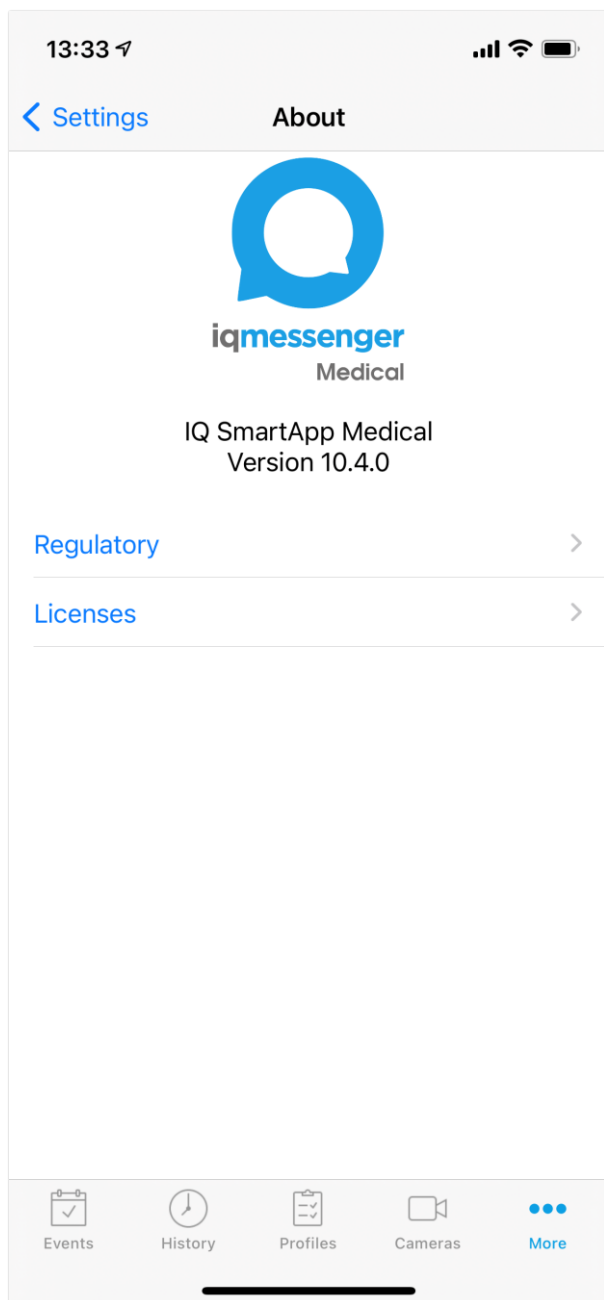 13:33
Settings
About
iqmessenger
Medical
IQ SmartApp Medical
Version 10.4.0
Regulatory
Licenses
Events
History
Profiles
Cameras
More